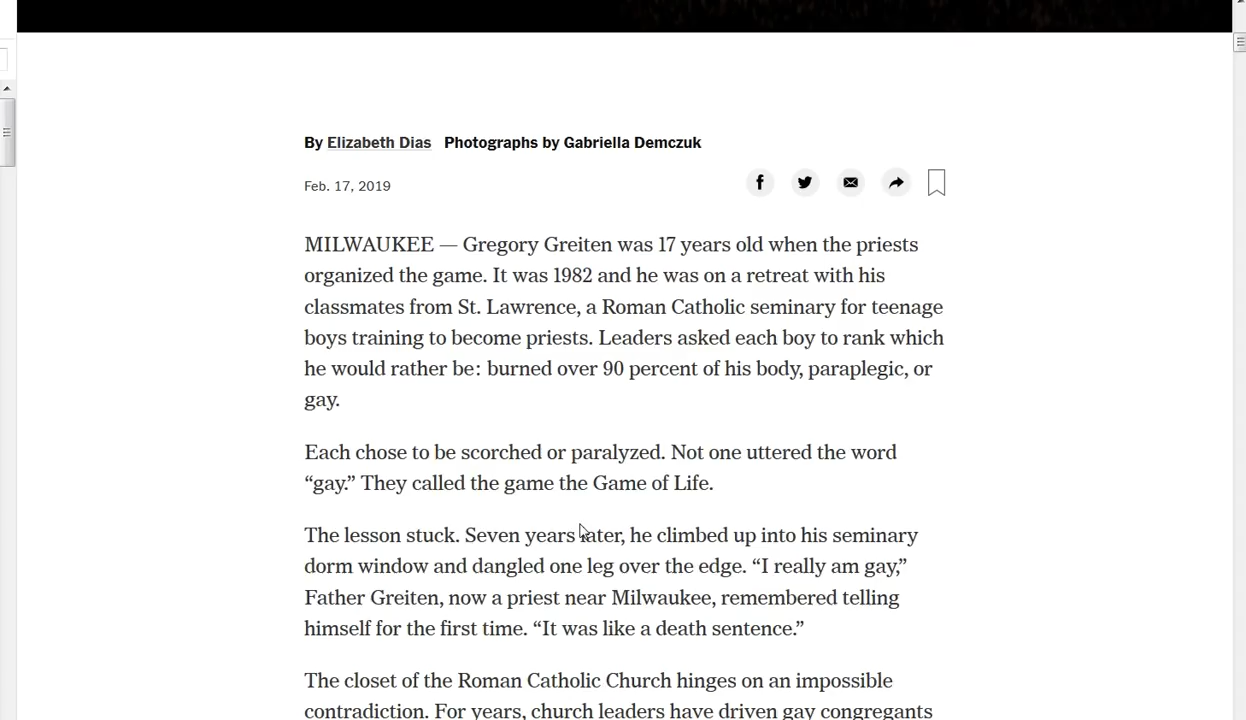 By Elizabeth Dias Photographs by Gabriella Demczuk
Feb. 17, 2019
MILWAUKEE — Gregory Greiten was 17 years old when the priests
organized the game. It was 1982 and he was on a retreat with his
classmates from St. Lawrence, a Roman Catholic seminary for teenage
boys training to become priests. Leaders asked each boy to rank which
he would rather be: burned over 90 percent of his body, paraplegic, or
gay.
Each chose to be scorched or paralyzed. Not one uttered the word
“gay.” They called the game the Game of Life.
The lesson stuck. Seven years later, he climbed up into his seminary
dorm window and dangled one leg over the edge. “I really am gay,”
Father Greiten, now a priest near Milwaukee, remembered telling
himself for the first time. “It was like a death sentence.”
The closet of the Roman Catholic Church hinges on an impossible
contradiction. For years, church leaders have driven gay congregants